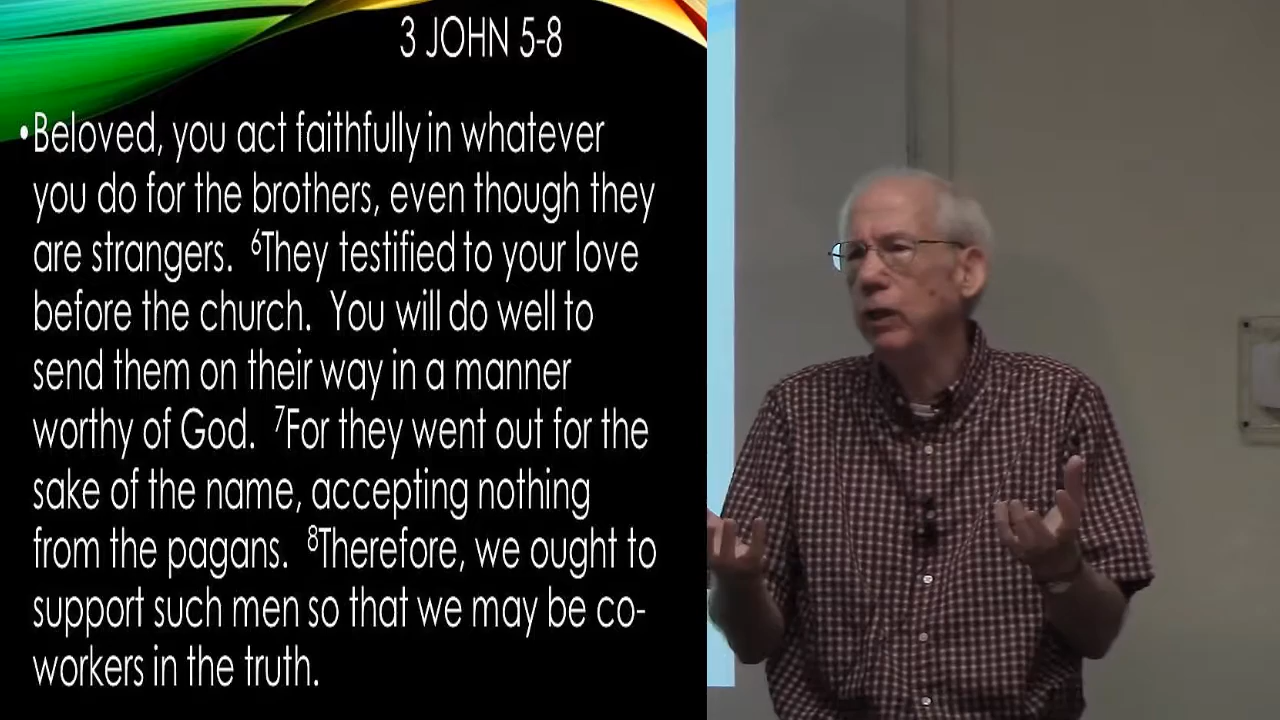 3 JOHN 5-8
•Beloved, you act faithfully in whatever
you do for the brothers, even though they
are strangers. ⁶They testified to your love
before the church. You will do well to
send them on their way in a manner
worthy of God. ⁷For they went out for the
sake of the name, accepting nothing
from the pagans. ⁸Therefore, we ought to
support such men so that we may be co-
workers in the truth.